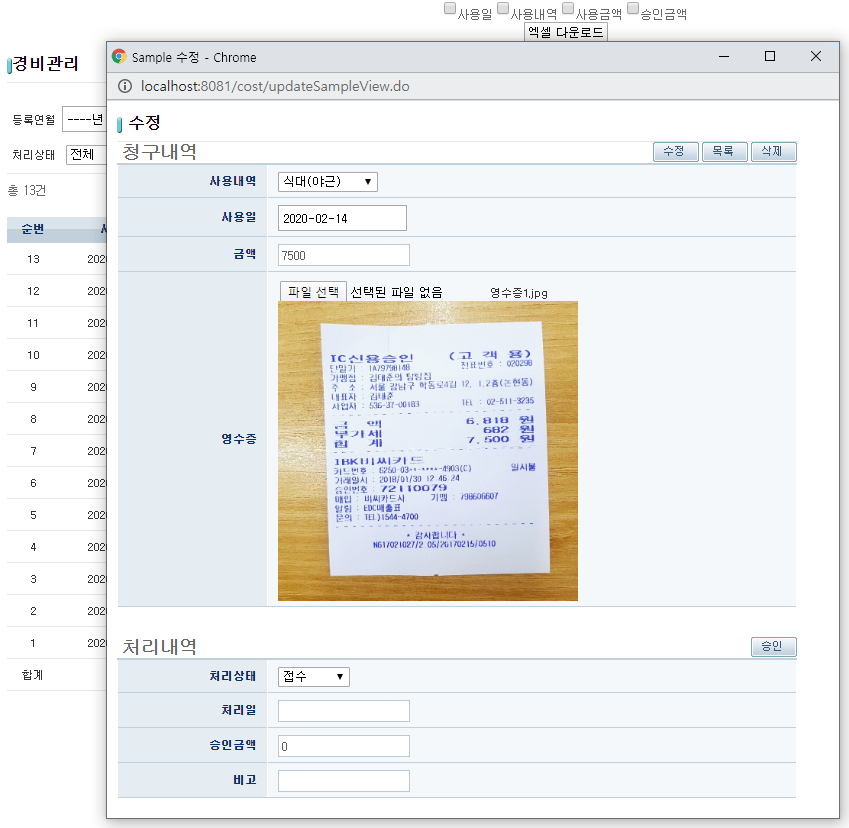 사용일 사용내역 사용금액 승인금액
엑셀 다운로드
경비관리
등록연월 ----년
처리상태 전체
총 13건
순번
13 202
12 202
11 202
10 202
9 202
8 202
7 202
6 202
5 202
4 202
3 202
2 202
1 202
합계
Sample 수정 - Chrome
localhost:8081/cost/updateSampleView.do
수정
청구내역 수정 목록 삭제
사용내역 식대(야근)
사용일 2020-02-14
금액 7500
파일 선택 선택된 파일 없음 영수증1.jpg
영수증
IC신용승인 (고 객 용)
단말기 : 1A79798148 전표번호 : 020298
가맹점 : 김태훈의 탐탐집
주 소 : 서울 강남구 학동로4길 12, 1.2층(논현동)
대표자 : 김태훈
사업자 : 536-37-00183 TEL : 02-511-3235
금 액 6,818 원
부가세 682 원
합 계 7,500 원
IBK비씨카드
카드번호 : 6250-03**-****-4903(C) 일시불
거래일시 : 2018/01/30 12:46:24
승인번호 : 72110079
매입 : 비씨카드사 가맹 : 798606607
알림 : EDC매출표
문의 : TEL)1544-4700
* 감사합니다 *
처리내역 승인
처리상태 접수
처리일
승인금액 0
비고